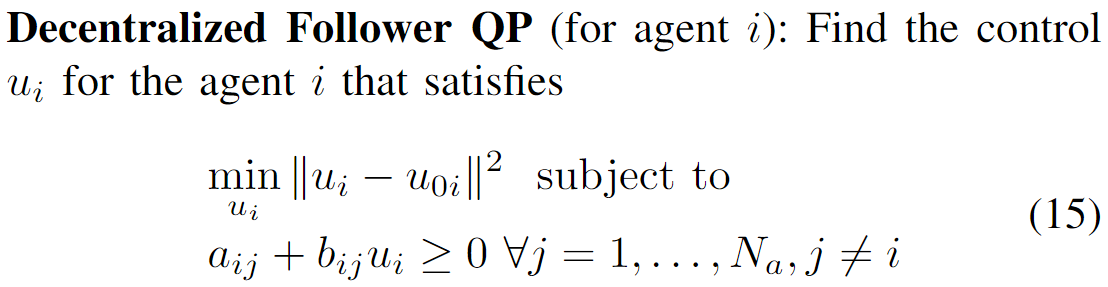 Decentralized Follower QP (for agent i): Find the control
u_i for the agent i that satisfies
min_{u_i} ‖u_i − u_{0i}‖² subject to
(15)
a_{ij} + b_{ij}u_i ≥ 0 ∀j = 1, . . . , N_a, j ≠ i